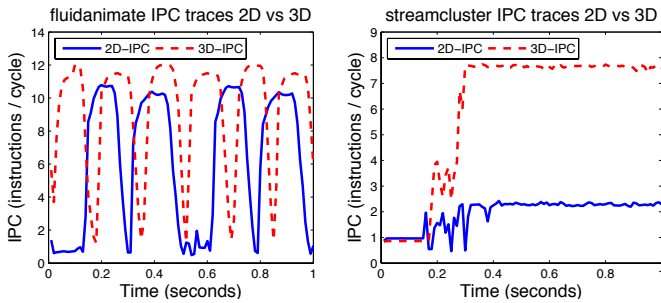 fluidanimate IPC traces 2D vs 3D
2D-IPC 3D-IPC
IPC (instructions / cycle)
14
12
10
8
6
4
2
0
0 0.2 0.4 0.6 0.8 1
Time (seconds)
streamcluster IPC traces 2D vs 3D
2D-IPC 3D-IPC
IPC (instructions / cycle)
9
8
7
6
5
4
3
2
1
0
0 0.2 0.4 0.6 0.8 1
Time (seconds)